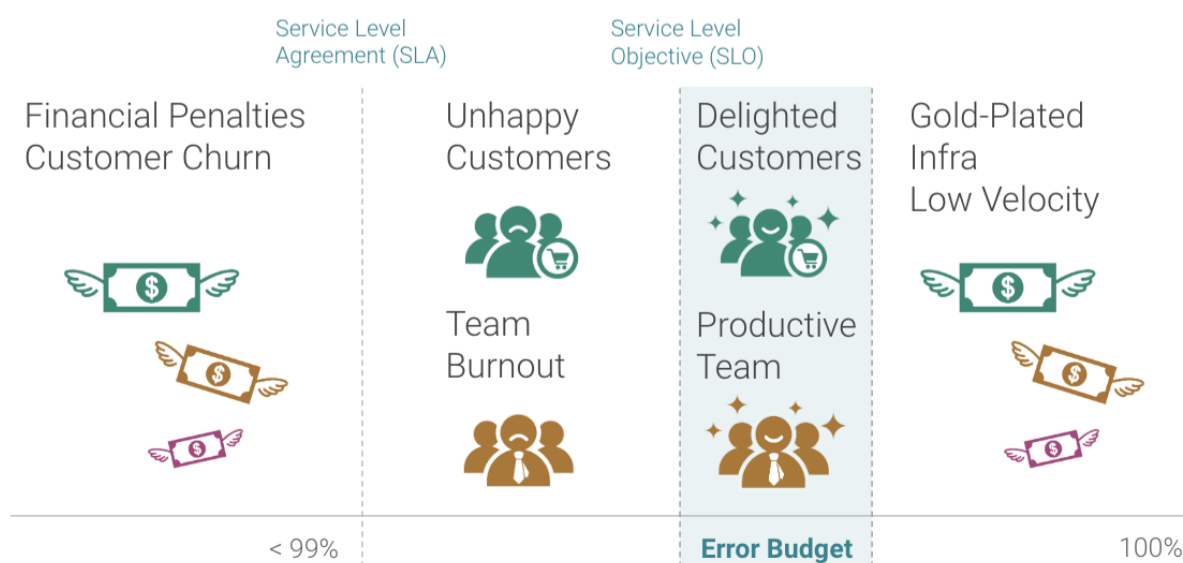 Service Level
Agreement (SLA)
Service Level
Objective (SLO)
Financial Penalties
Customer Churn
Unhappy
Customers
Delighted
Customers
Gold-Plated
Infra
Low Velocity
$
$
$
$
$
$
Team
Burnout
Productive
Team
< 99%
Error Budget
100%